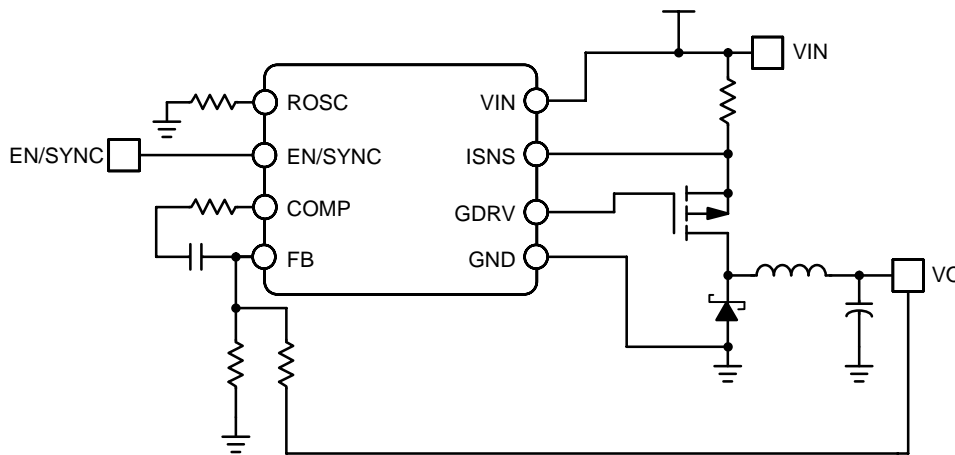 VIN
ROSC
VIN
EN/SYNC
EN/SYNC
ISNS
COMP
GDRV
FB
GND